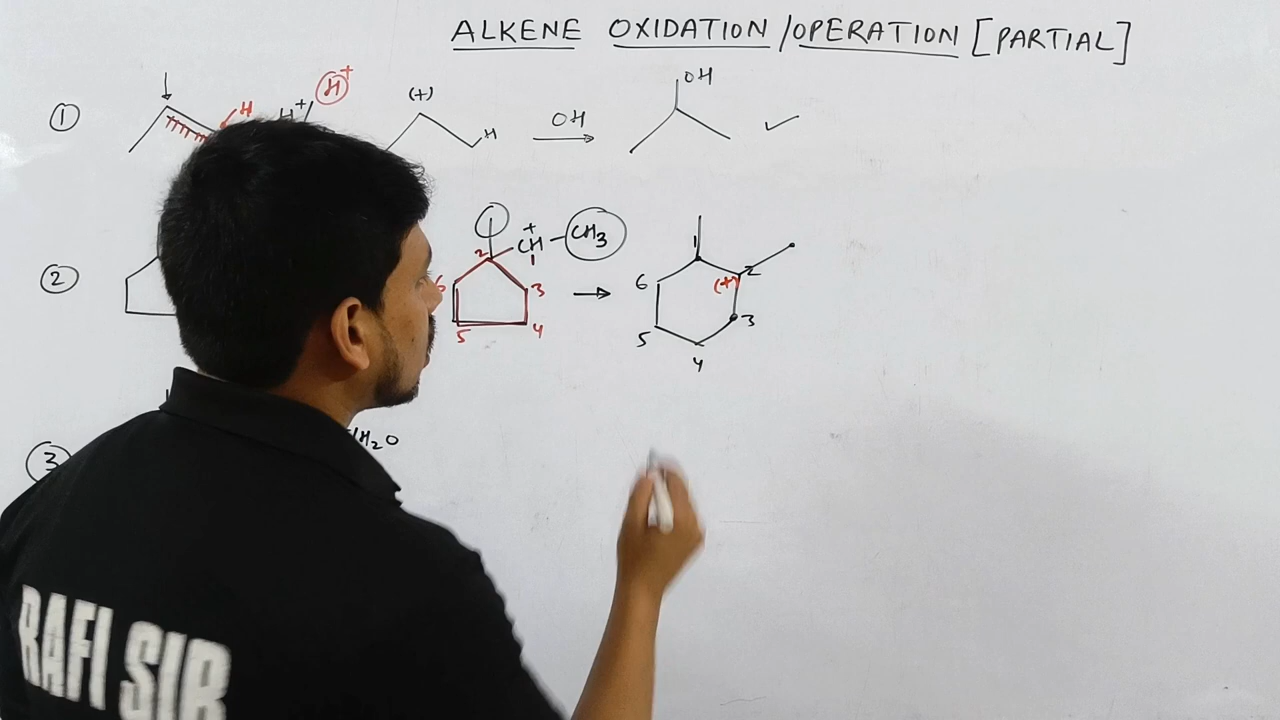 ALKENE OXIDATION / OPERATION [PARTIAL]
OH
① H H⁺/ H⁺ (+) H OH ✓
② 2 + CH – CH3 1 6 3 5 4 → 1 2 (+) 6 3 5 4
③ /H₂O
RAFI SIR